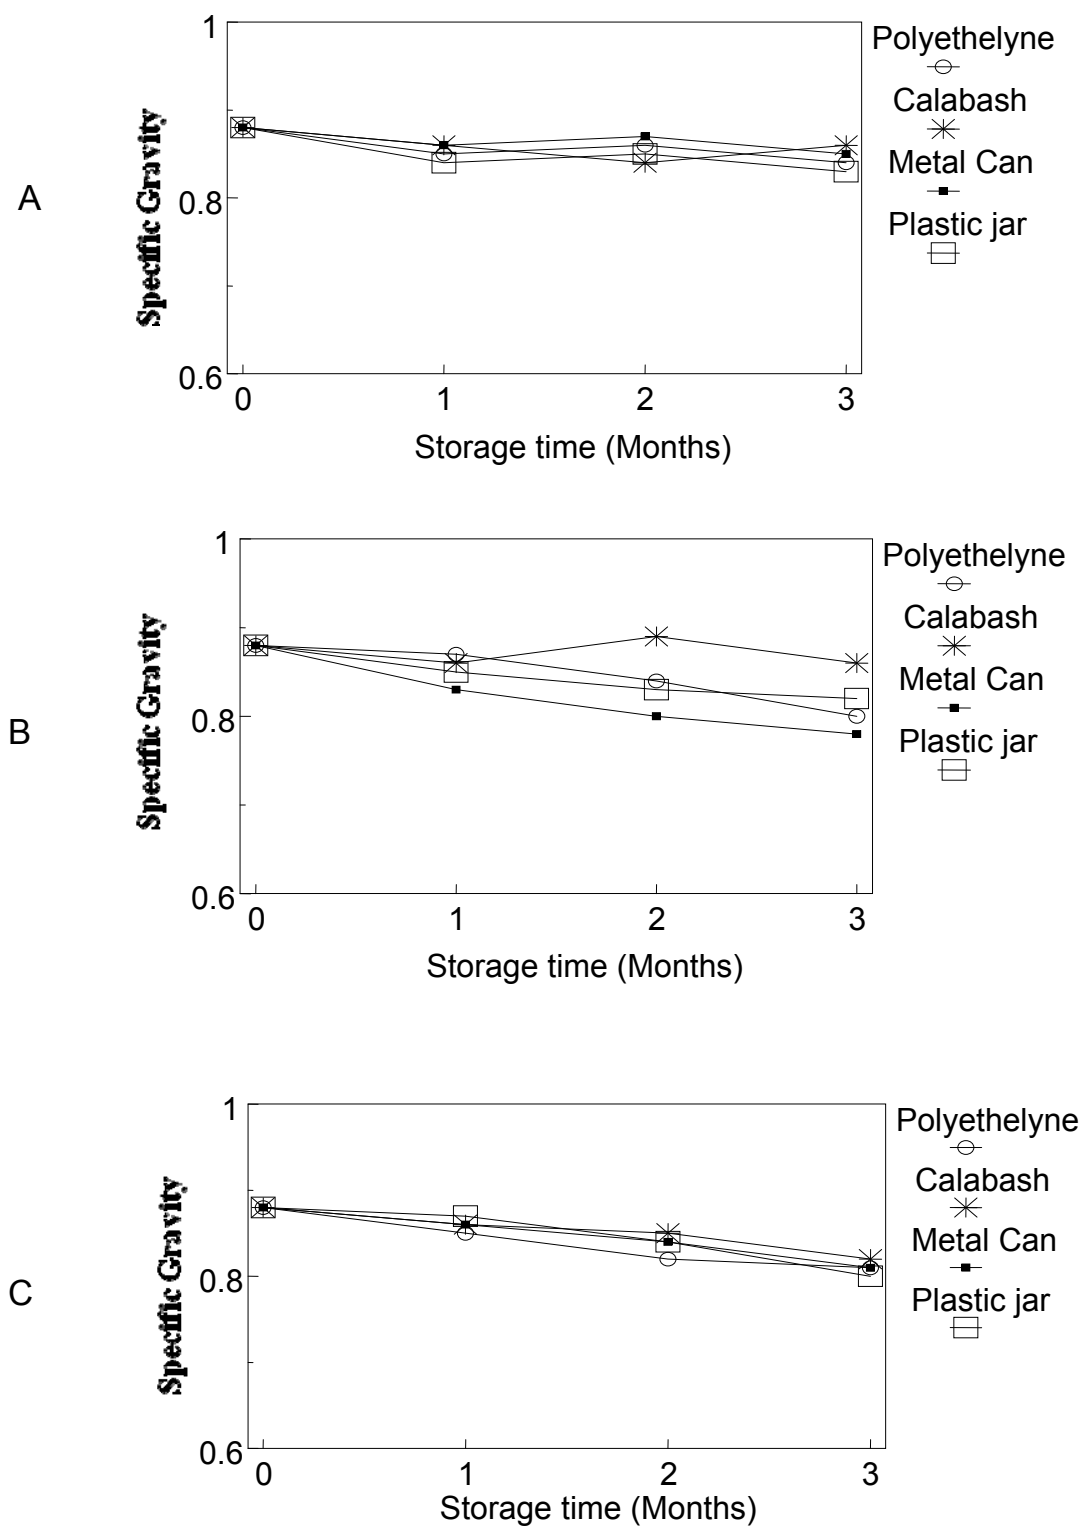 A
Specific Gravity
1
0.8
0.6
0
1
2
3
Storage time (Months)
Polyethelyne
Calabash
Metal Can
Plastic jar
B
Specific Gravity
1
0.8
0.6
0
1
2
3
Storage time (Months)
Polyethelyne
Calabash
Metal Can
Plastic jar
C
Specific Gravity
1
0.8
0.6
0
1
2
3
Storage time (Months)
Polyethelyne
Calabash
Metal Can
Plastic jar